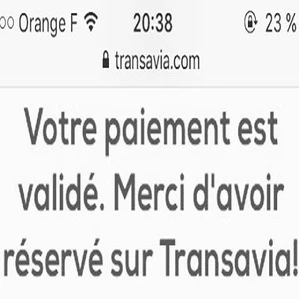 Orange F 20:38 23 %
transavia.com
Votre paiement est
validé. Merci d'avoir
réservé sur Transavia!